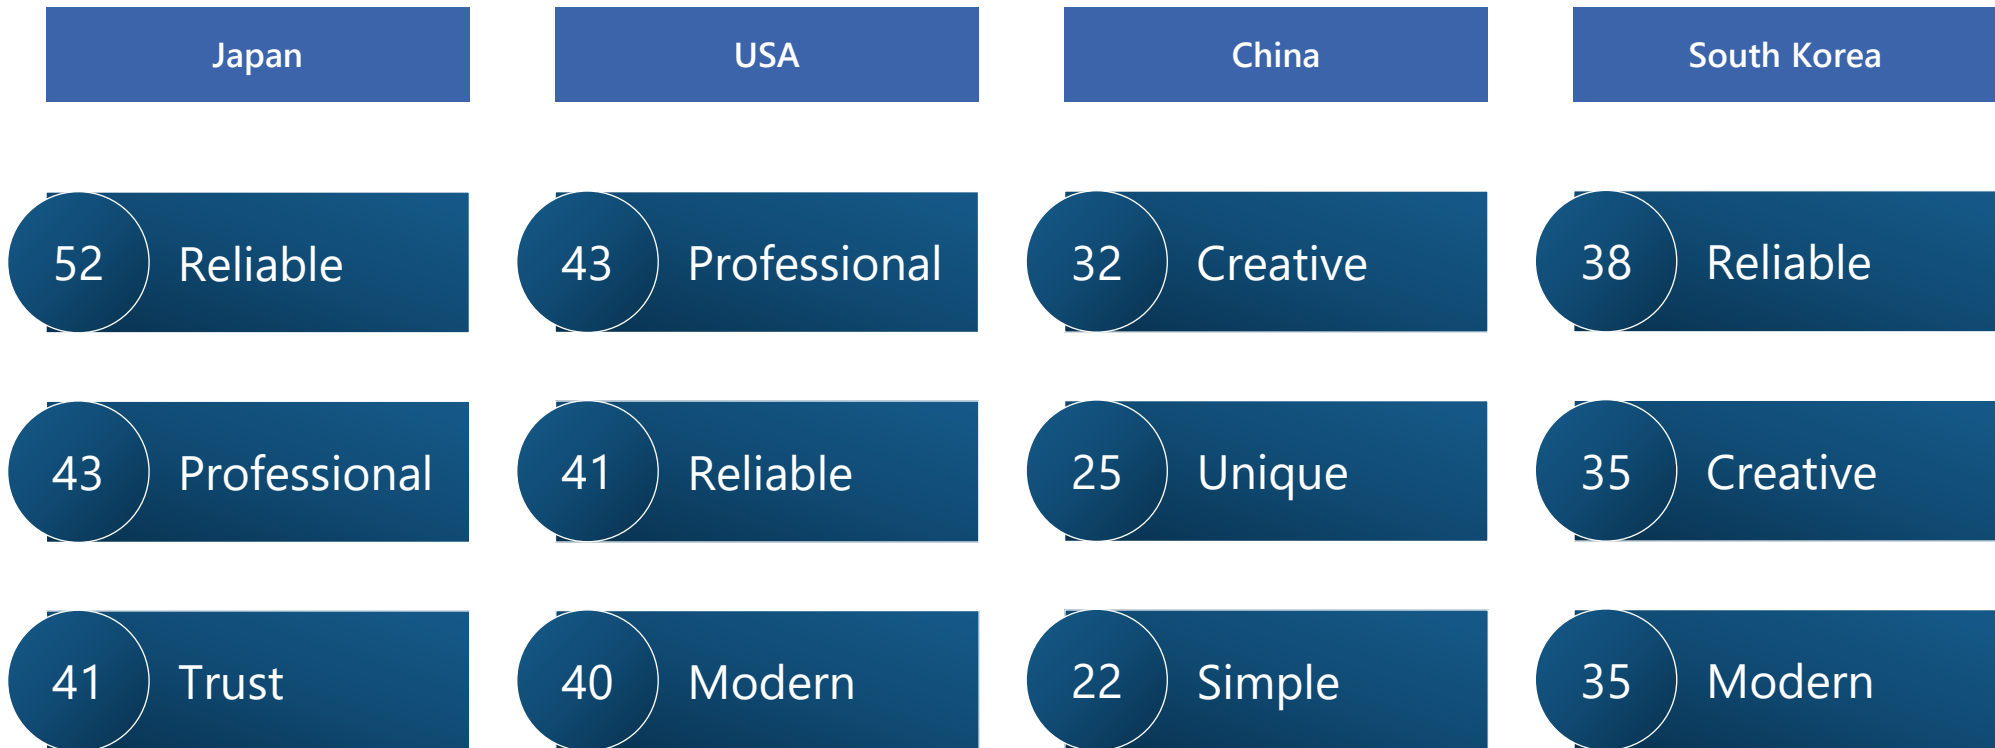 Japan
USA
China
South Korea
52 Reliable
43 Professional
32 Creative
38 Reliable
43 Professional
41 Reliable
25 Unique
35 Creative
41 Trust
40 Modern
22 Simple
35 Modern